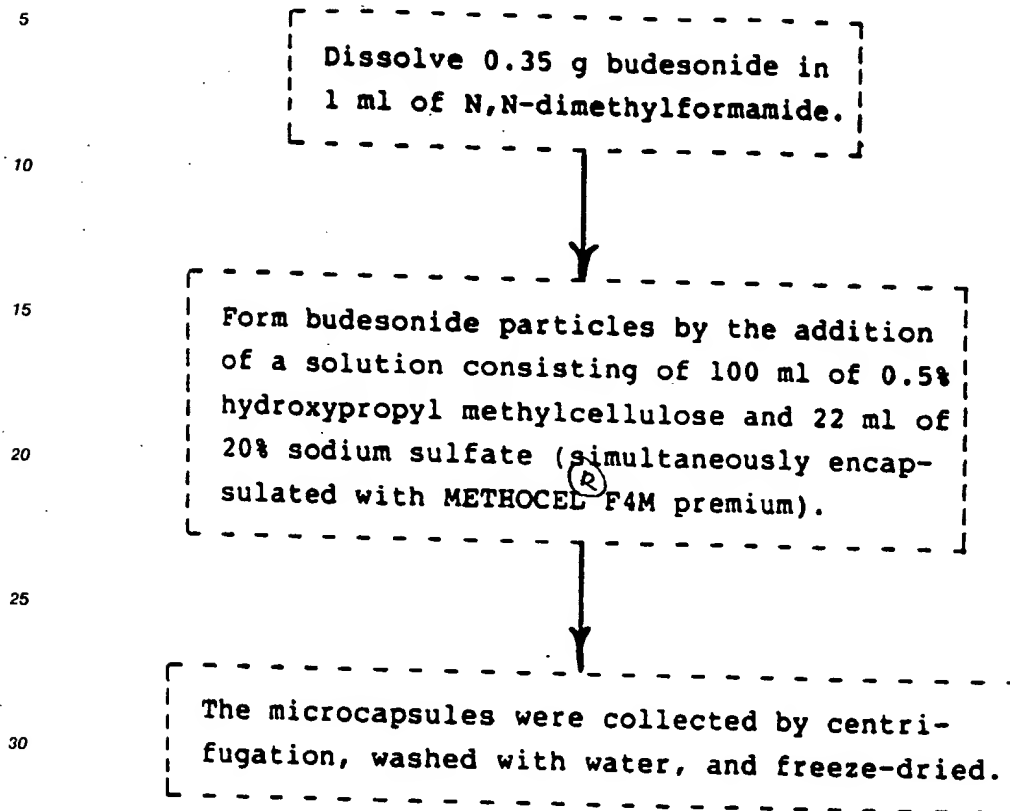 5
Dissolve 0.35 g budesonide in
1 ml of N,N-dimethylformamide.
10
15
Form budesonide particles by the addition
of a solution consisting of 100 ml of 0.5%
hydroxypropyl methylcellulose and 22 ml of
20
20% sodium sulfate (simultaneously encap-
sulated with METHOCEL® F4M premium).
25
The microcapsules were collected by centri-
30
fugation, washed with water, and freeze-dried.